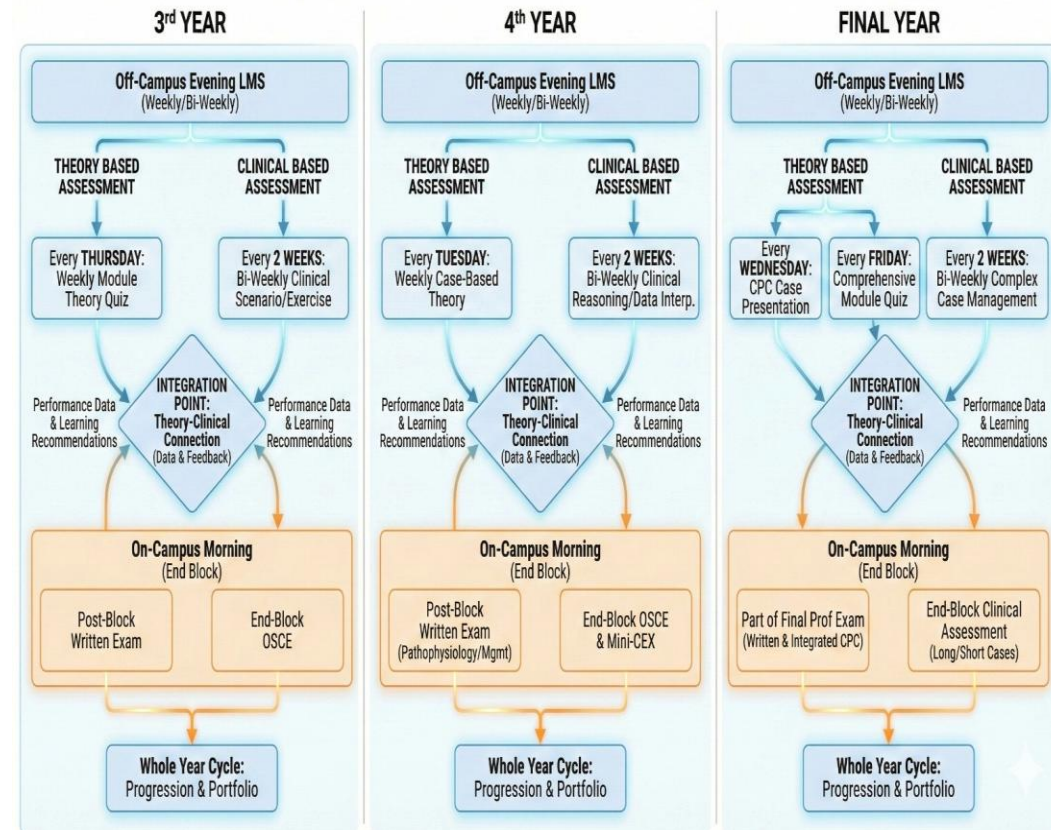 3rd YEAR
Off-Campus Evening LMS
(Weekly/Bi-Weekly)
THEORY BASED
ASSESSMENT
CLINICAL BASED
ASSESSMENT
Every THURSDAY:
Weekly Module
Theory Quiz
Every 2 WEEKS:
Bi-Weekly Clinical
Scenario/Exercise
Performance Data
& Learning
Recommendations
INTEGRATION
POINT:
Theory-Clinical
Connection
(Data & Feedback)
Performance Data
& Learning
Recommendations
On-Campus Morning
(End Block)
Post-Block
Written Exam
End-Block
OSCE
Whole Year Cycle:
Progression & Portfolio
4th YEAR
Off-Campus Evening LMS
(Weekly/Bi-Weekly)
THEORY BASED
ASSESSMENT
CLINICAL BASED
ASSESSMENT
Every TUESDAY:
Weekly Case-Based
Theory
Every 2 WEEKS:
Bi-Weekly Clinical
Reasoning/Data Interp.
Performance Data
& Learning
Recommendations
INTEGRATION
POINT:
Theory-Clinical
Connection
(Data & Feedback)
Performance Data
& Learning
Recommendations
On-Campus Morning
(End Block)
Post-Block
Written Exam
(Pathophysiology/Mgmt)
End-Block OSCE
& Mini-CEX
Whole Year Cycle:
Progression & Portfolio
FINAL YEAR
Off-Campus Evening LMS
(Weekly/Bi-Weekly)
THEORY BASED
ASSESSMENT
CLINICAL BASED
ASSESSMENT
Every
WEDNESDAY:
CPC Case
Presentation
Every FRIDAY:
Comprehensive
Module Quiz
Every 2 WEEKS:
Bi-Weekly Complex
Case Management
INTEGRATION
POINT:
Theory-Clinical
Connection
(Data & Feedback)
Performance Data
& Learning
Recommendations
On-Campus Morning
(End Block)
Part of Final Prof Exam
(Written & Integrated CPC)
End-Block Clinical
Assessment
(Long/Short Cases)
Whole Year Cycle:
Progression & Portfolio